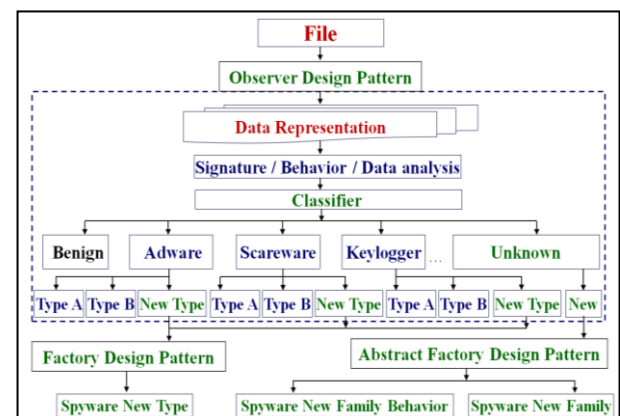 File
Observer Design Pattern
Data Representation
Signature / Behavior / Data analysis
Classifier
Benign Adware Scareware Keylogger ... Unknown
Type A Type B New Type Type A Type B New Type Type A Type B New Type New
Factory Design Pattern Abstract Factory Design Pattern
Spyware New Type Spyware New Family Behavior Spyware New Family